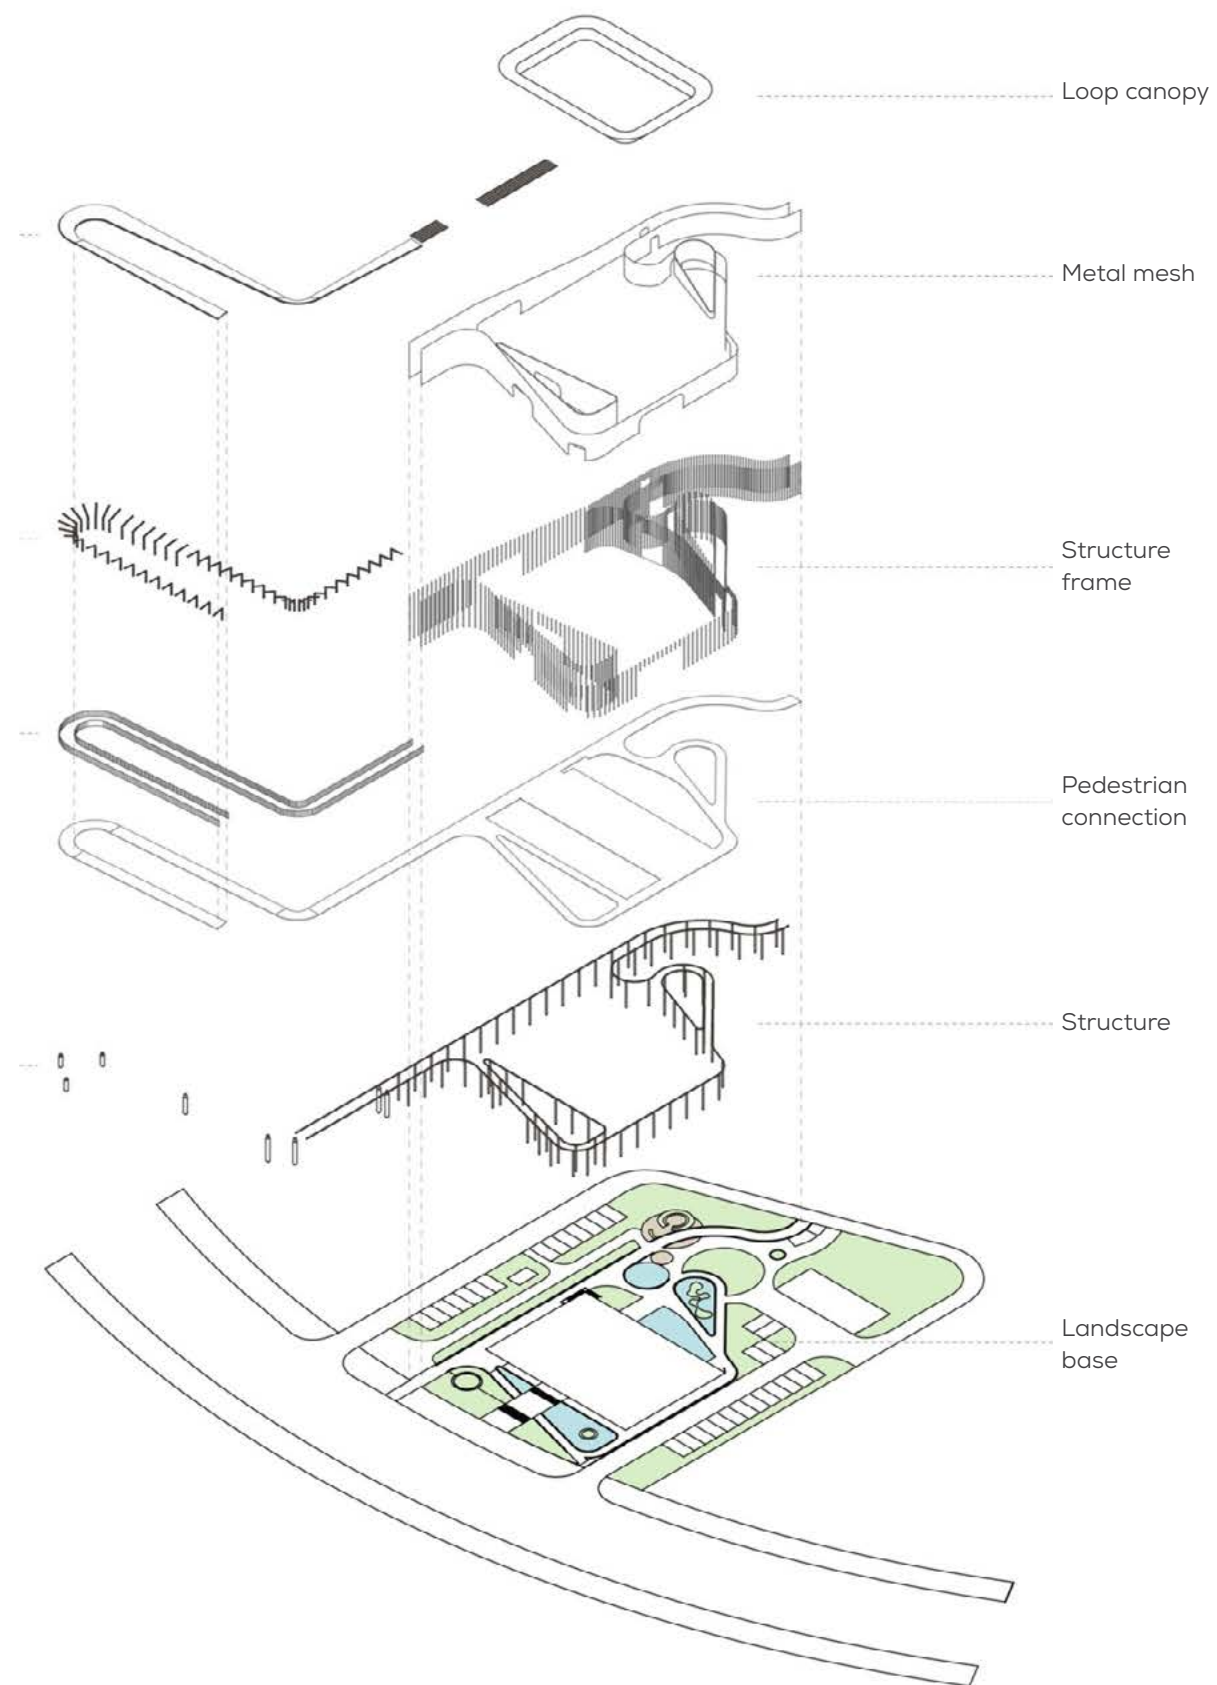 Loop canopy
Metal mesh
Structure
frame
Pedestrian
connection
Structure
Landscape
base